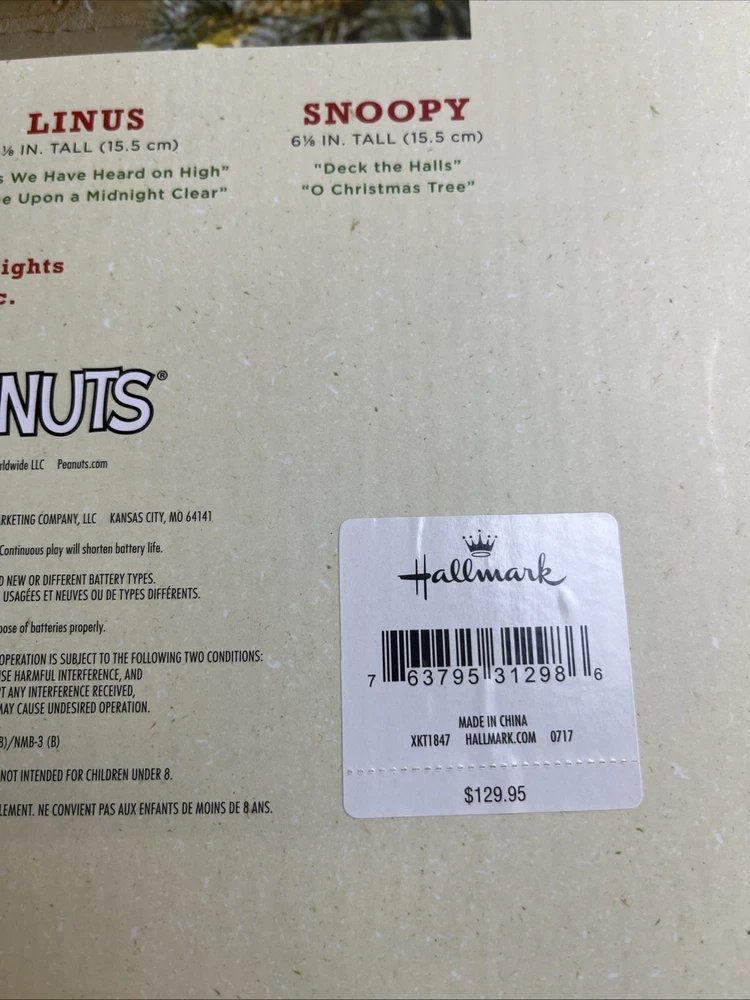 LINUS
⅛ IN. TALL (15.5 cm)
s We Have Heard on High"
e Upon a Midnight Clear"
SNOOPY
6⅛ IN. TALL (15.5 cm)
"Deck the Halls"
"O Christmas Tree"
ights
c.
NUTS®
rldwide LLC Peanuts.com
RKETING COMPANY, LLC KANSAS CITY, MO 64141
Continuous play will shorten battery life.
D NEW OR DIFFERENT BATTERY TYPES.
USAGÉES ET NEUVES OU DE TYPES DIFFÉRENTS.
pose of batteries properly.
OPERATION IS SUBJECT TO THE FOLLOWING TWO CONDITIONS:
SE HARMFUL INTERFERENCE, AND
T ANY INTERFERENCE RECEIVED,
MAY CAUSE UNDESIRED OPERATION.
B)/NMB-3 (B)
NOT INTENDED FOR CHILDREN UNDER 8.
LEMENT. NE CONVIENT PAS AUX ENFANTS DE MOINS DE 8 ANS.
Hallmark
7 63795 31298 6
MADE IN CHINA
XKT1847 HALLMARK.COM 0717
$129.95